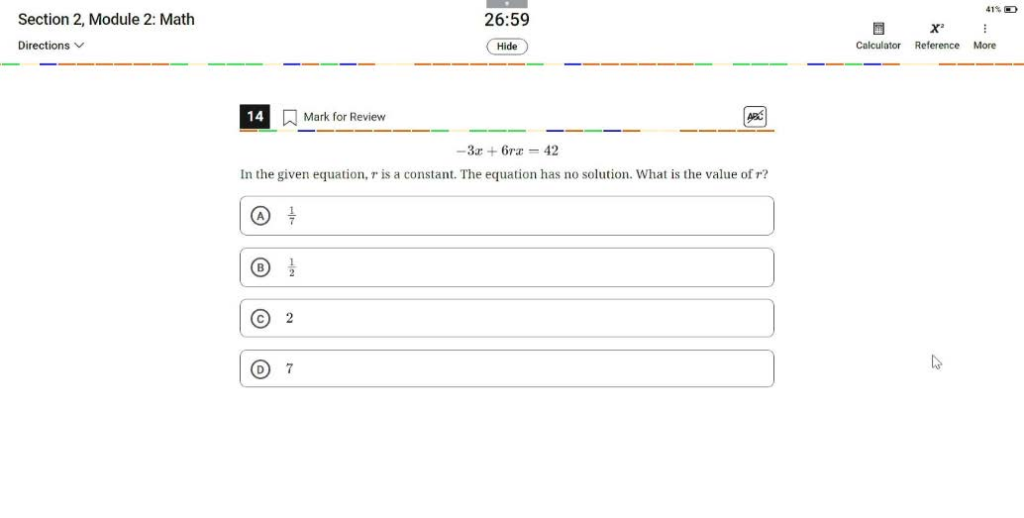 Section 2, Module 2: Math
Directions
26:59
Hide
41%
Calculator
X²
Reference
More
14
Mark for Review
ABC
−3x + 6rx = 42
In the given equation, r is a constant. The equation has no solution. What is the value of r?
A 1/7
B 1/2
C 2
D 7